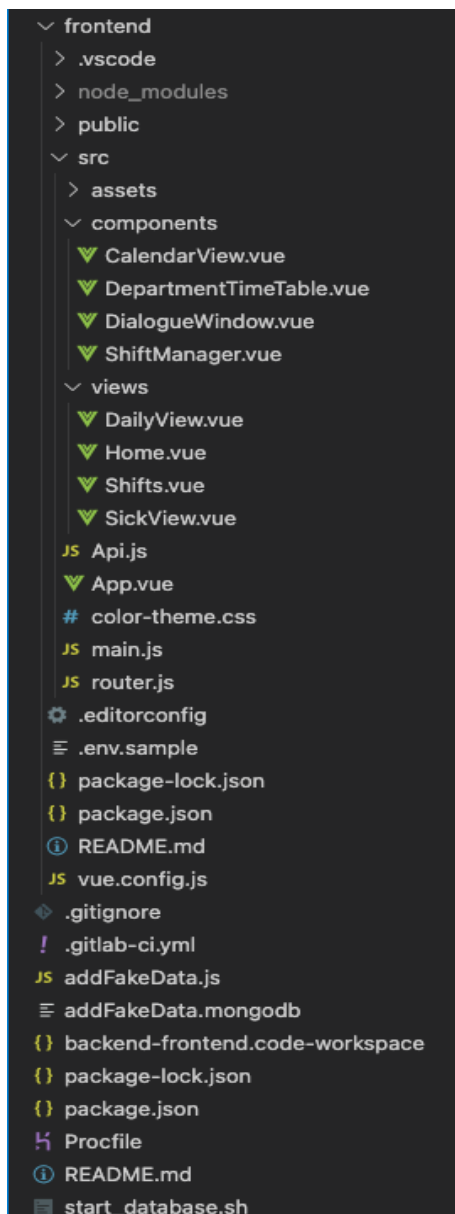 frontend
.vscode
node_modules
public
src
assets
components
CalendarView.vue
DepartmentTimeTable.vue
DialogueWindow.vue
ShiftManager.vue
views
DailyView.vue
Home.vue
Shifts.vue
SickView.vue
JS Api.js
App.vue
# color-theme.css
JS main.js
JS router.js
.editorconfig
.env.sample
{} package-lock.json
{} package.json
README.md
JS vue.config.js
.gitignore
! .gitlab-ci.yml
JS addFakeData.js
addFakeData.mongodb
{} backend-frontend.code-workspace
{} package-lock.json
{} package.json
Procfile
README.md
start_database.sh